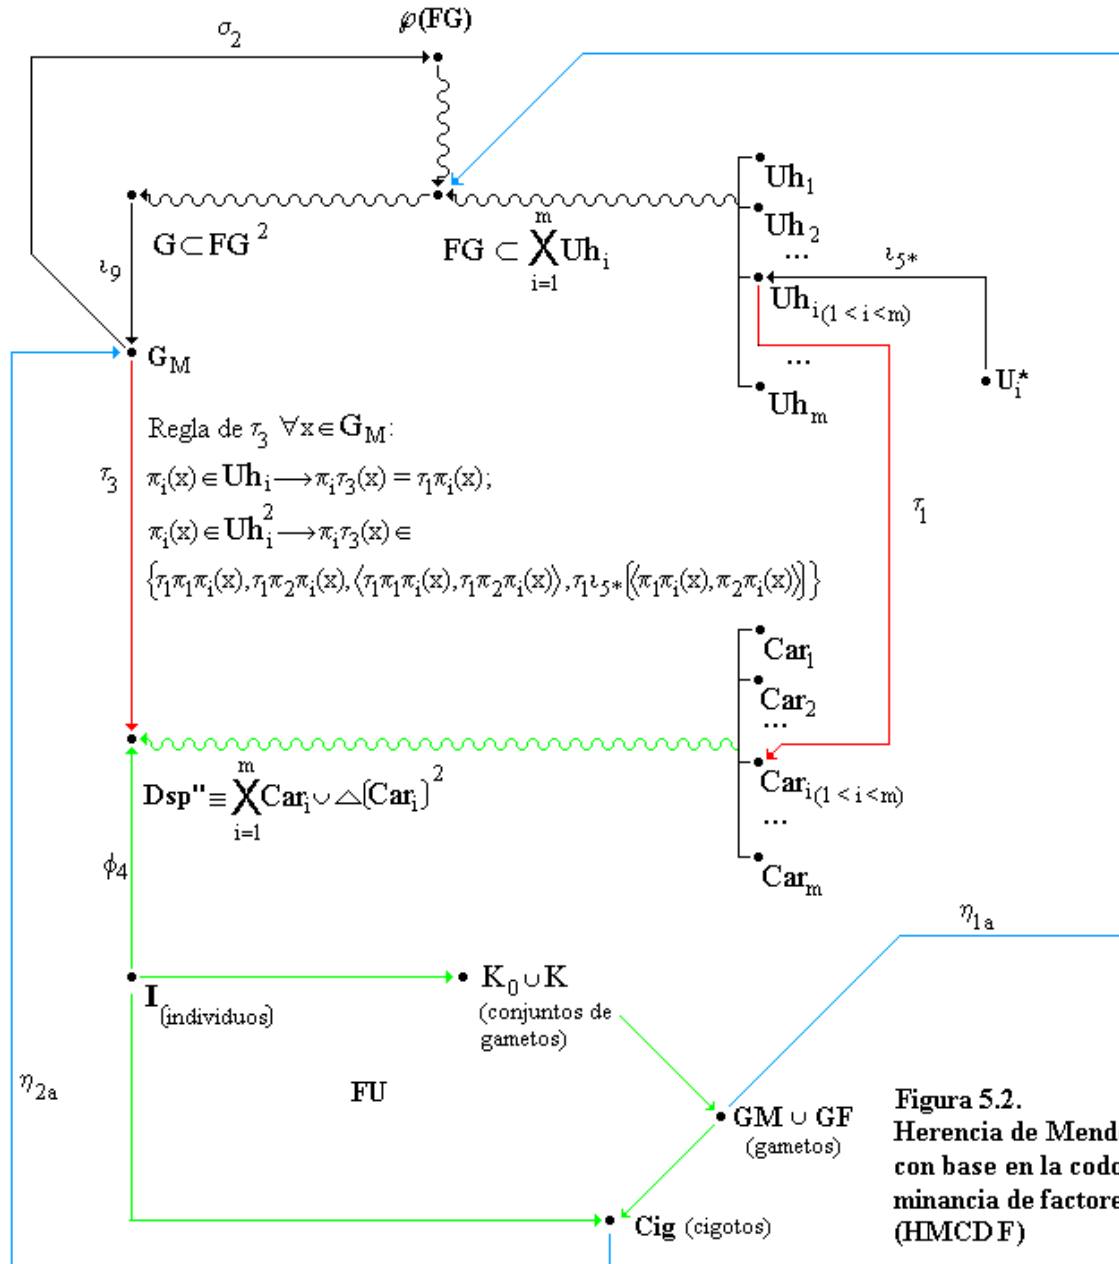 σ₂
℘(FG)
Uh₁
Uh₂
...
ι₅*
Uhᵢ(1 < i < m)
...
Uhₘ
Uᵢ*
G ⊂ FG²
m
FG ⊂ X Uhᵢ
i=1
ι₉
G_M
Regla de τ₃ ∀x ∈ G_M:
πᵢ(x) ∈ Uhᵢ ⟶ πᵢτ₃(x) = τ₁πᵢ(x);
πᵢ(x) ∈ Uhᵢ² ⟶ πᵢτ₃(x) ∈
{τ₁π₁πᵢ(x), τ₁π₂πᵢ(x), ⟨τ₁π₁πᵢ(x), τ₁π₂πᵢ(x)⟩, τ₁ι₅*[⟨π₁πᵢ(x), π₂πᵢ(x)⟩]}
τ₃
τ₁
Car₁
Car₂
...
Carᵢ(1 < i < m)
...
Carₘ
m
Dsp" ≡ X Carᵢ ∪ △(Carᵢ)²
i=1
ϕ₄
η₁ₐ
I (individuos)
K₀ ∪ K
(conjuntos de
gametos)
η₂ₐ
FU
GM ∪ GF
(gametos)
Cig (cigotos)
Figura 5.2.
Herencia de Mend
con base en la codo
minancia de factore
(HMCDF)